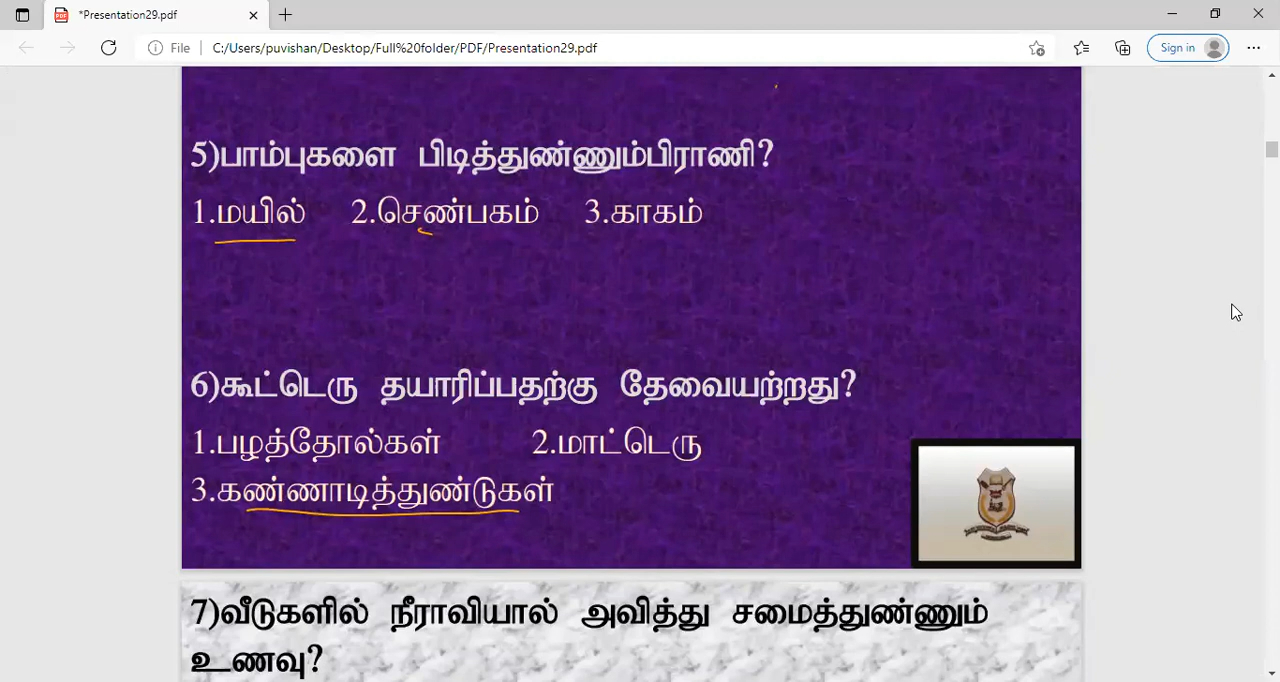 *Presentation29.pdf
File C:/Users/puvishan/Desktop/Full%20folder/PDF/Presentation29.pdf Sign in
5)பாம்புகளை பிடித்துண்ணும்பிராணி?
1.மயில் 2.செண்பகம் 3.காகம்
6)கூட்டெரு தயாரிப்பதற்கு தேவையற்றது?
1.பழத்தோல்கள் 2.மாட்டெரு
3.கண்ணாடித்துண்டுகள்
7)வீடுகளில் நீராவியால் அவித்து சமைத்துண்ணும்
உணவு?